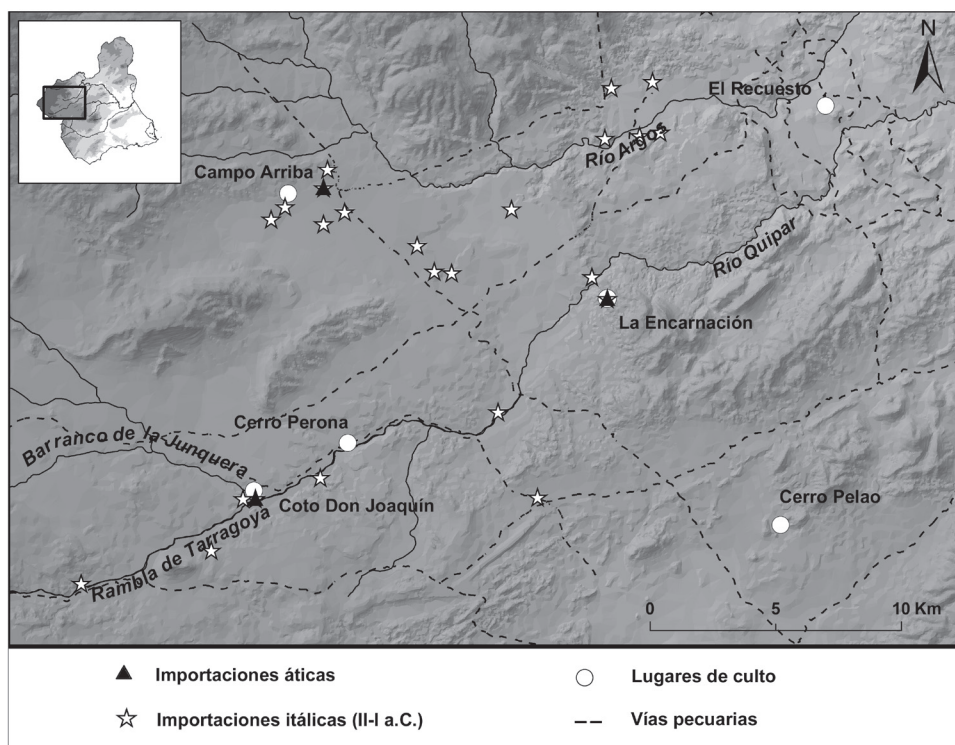 N
El Recuesto
Río Argos
Campo Arriba
Río Quipar
La Encarnación
Cerro Perona
Barranco de la Junquera
Coto Don Joaquín
Cerro Pelao
Rambla de Tarragoya
0 5 10 Km
Importaciones áticas
Lugares de culto
Importaciones itálicas (II-I a.C.)
Vías pecuarias